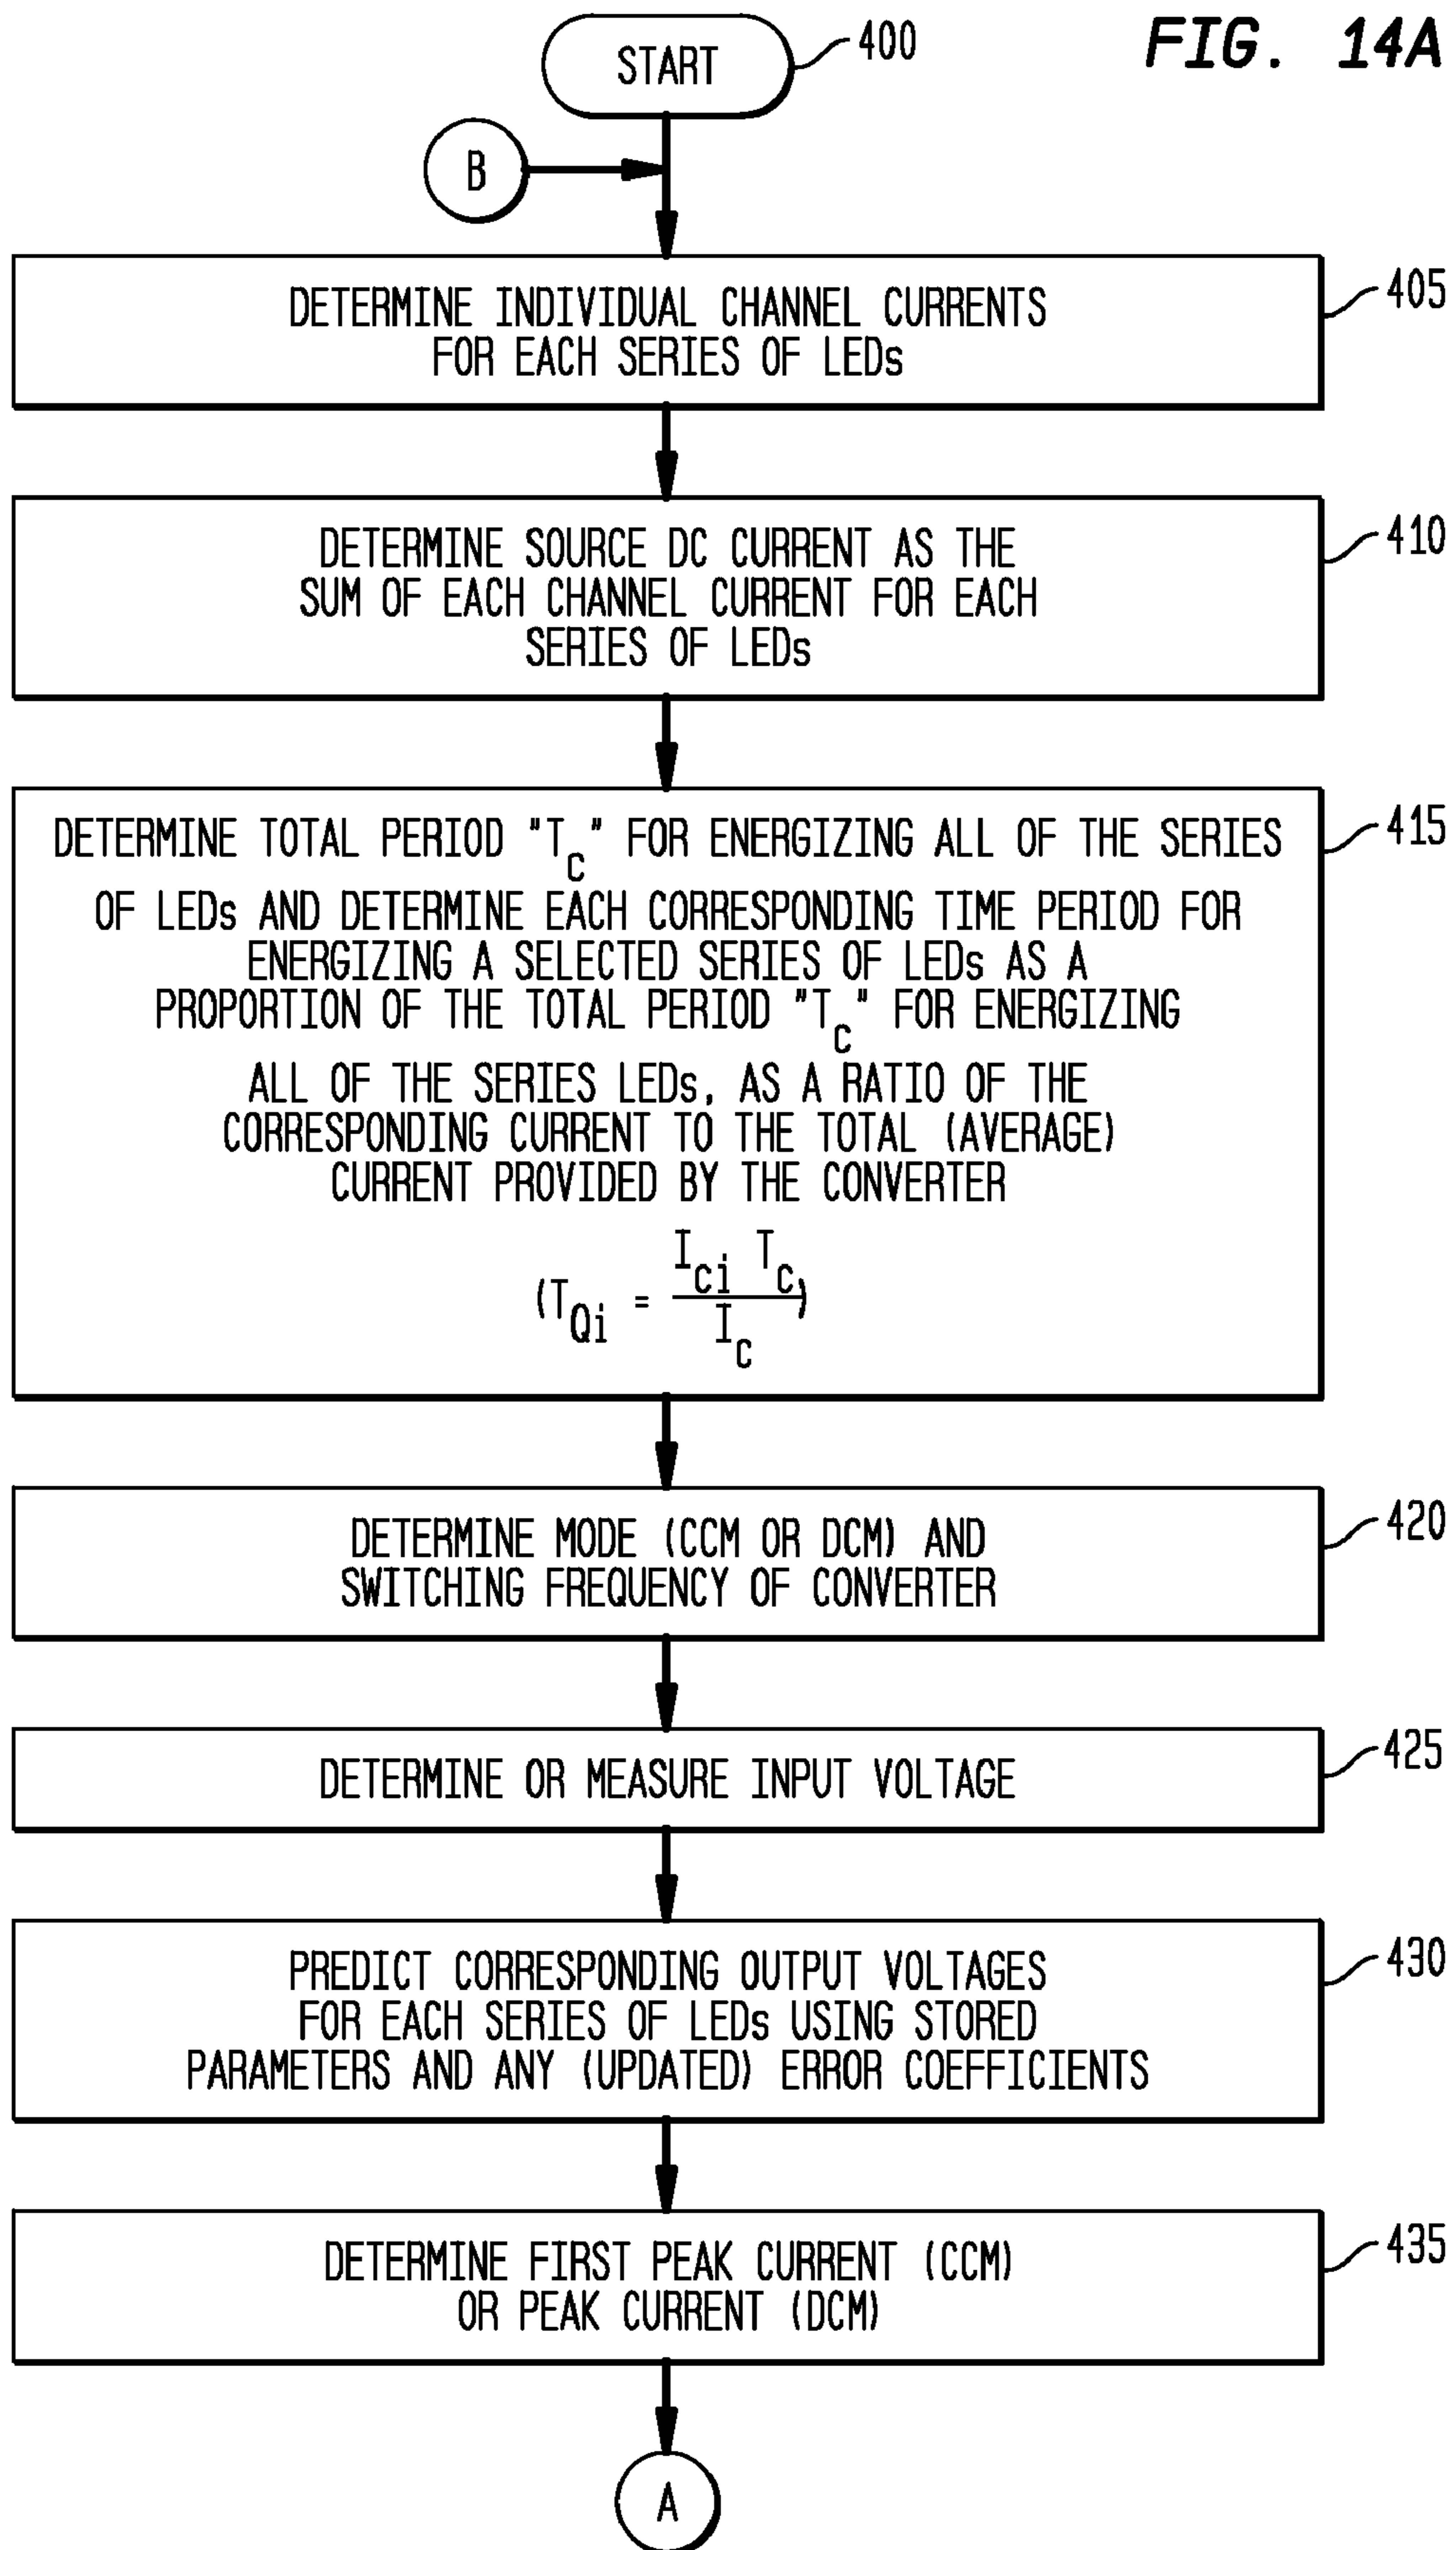 FIG. 14A
START
400
B
DETERMINE INDIVIDUAL CHANNEL CURRENTS
FOR EACH SERIES OF LEDs
405
DETERMINE SOURCE DC CURRENT AS THE
SUM OF EACH CHANNEL CURRENT FOR EACH
SERIES OF LEDs
410
DETERMINE TOTAL PERIOD "Tc" FOR ENERGIZING ALL OF THE SERIES
OF LEDs AND DETERMINE EACH CORRESPONDING TIME PERIOD FOR
ENERGIZING A SELECTED SERIES OF LEDs AS A
PROPORTION OF THE TOTAL PERIOD "Tc" FOR ENERGIZING
ALL OF THE SERIES LEDs, AS A RATIO OF THE
CORRESPONDING CURRENT TO THE TOTAL (AVERAGE)
CURRENT PROVIDED BY THE CONVERTER
(TQi = Ici Tc / Ic)
415
DETERMINE MODE (CCM OR DCM) AND
SWITCHING FREQUENCY OF CONVERTER
420
DETERMINE OR MEASURE INPUT VOLTAGE
425
PREDICT CORRESPONDING OUTPUT VOLTAGES
FOR EACH SERIES OF LEDs USING STORED
PARAMETERS AND ANY (UPDATED) ERROR COEFFICIENTS
430
DETERMINE FIRST PEAK CURRENT (CCM)
OR PEAK CURRENT (DCM)
435
A